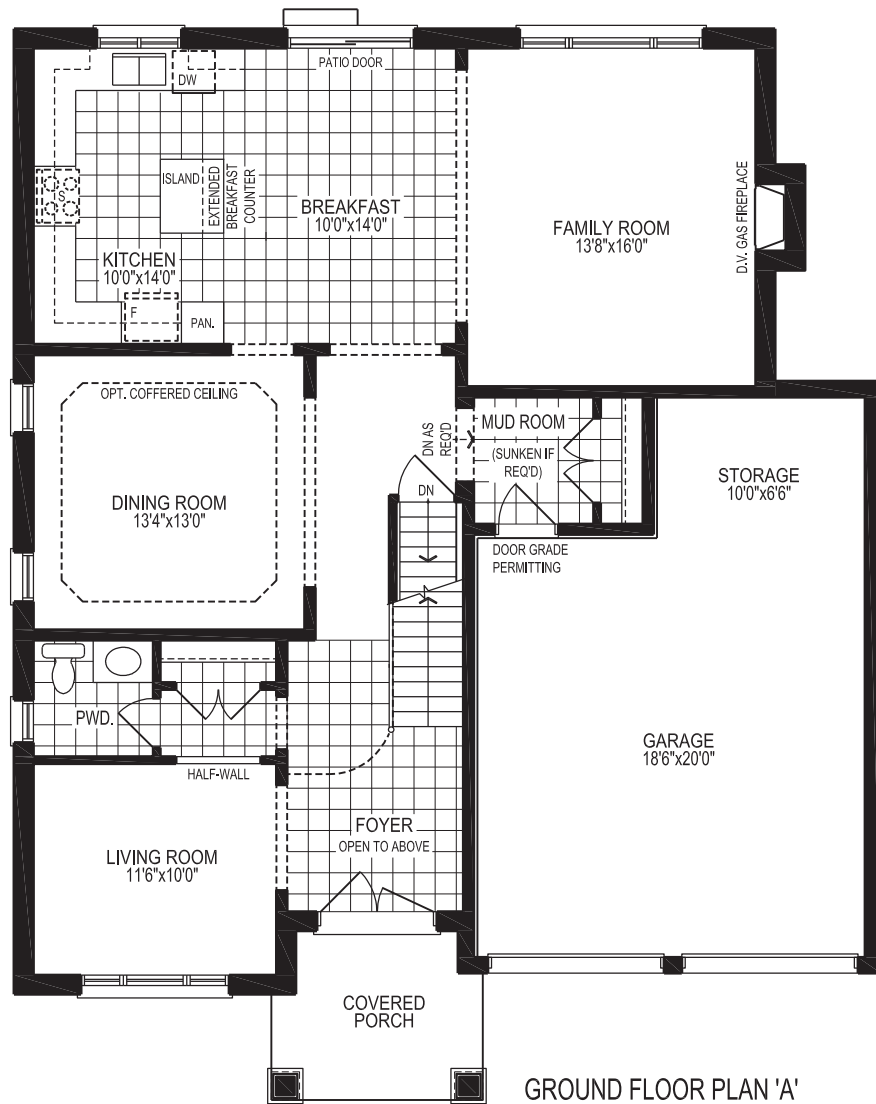 PATIO DOOR
DW
S
ISLAND
EXTENDED
BREAKFAST
COUNTER
BREAKFAST
10'0"x14'0"
FAMILY ROOM
13'8"x16'0"
D.V. GAS FIREPLACE
KITCHEN
10'0"x14'0"
F
PAN.
OPT. COFFERED CEILING
DINING ROOM
13'4"x13'0"
DN AS
REQ'D
MUD ROOM
(SUNKEN IF
REQ'D)
DN
STORAGE
10'0"x6'6"
DOOR GRADE
PERMITTING
PWD.
HALF-WALL
GARAGE
18'6"x20'0"
FOYER
OPEN TO ABOVE
LIVING ROOM
11'6"x10'0"
COVERED
PORCH
GROUND FLOOR PLAN 'A'